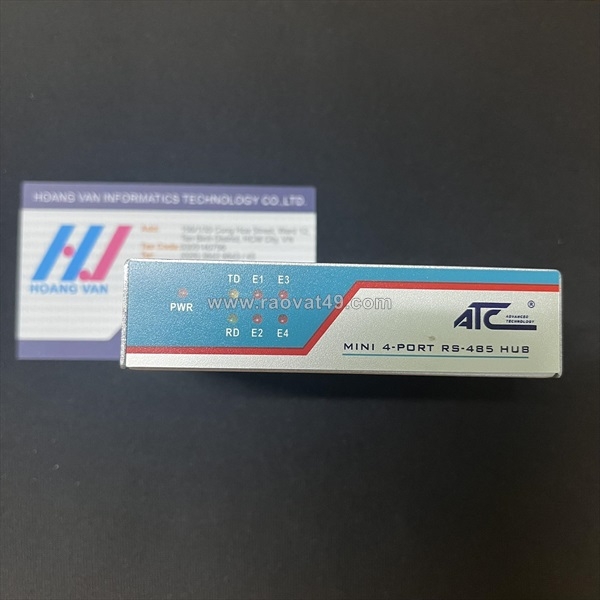 HOANG VAN INFORMATICS TECHNOLOGY CO.,LTD
HOANG VAN
TD E1 E3
PWR
RD E2 E4
www.raovat49.com
ATC ®
ADVANCED
TECHNOLOGY
MINI 4-PORT RS-485 HUB